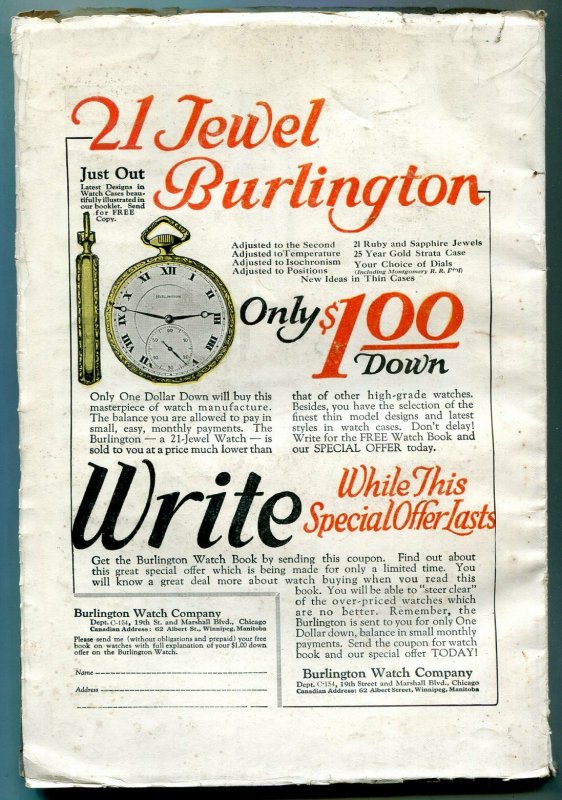 21 Jewel
Burlington
Just Out
Latest Designs in
Watch Cases beau-
tifully illustrated in
our booklet. Send
for FREE
Copy.
Adjusted to the Second
Adjusted to Temperature
Adjusted to Isochronism
Adjusted to Positions
21 Ruby and Sapphire Jewels
25 Year Gold Strata Case
Your Choice of Dials
(Including Montgomery R. R. Dial)
New Ideas in Thin Cases
BURLINGTON
Only $1.00
Down
Only One Dollar Down will buy this
masterpiece of watch manufacture.
The balance you are allowed to pay in
small, easy, monthly payments. The
Burlington — a 21-Jewel Watch — is
sold to you at a price much lower than
that of other high-grade watches.
Besides, you have the selection of the
finest thin model designs and latest
styles in watch cases. Don't delay!
Write for the FREE Watch Book and
our SPECIAL OFFER today.
Write
While This
Special Offer Lasts
Get the Burlington Watch Book by sending this coupon. Find out about
this great special offer which is being made for only a limited time. You
will know a great deal more about watch buying when you read this
book. You will be able to "steer clear"
of the over-priced watches which
are no better. Remember, the
Burlington is sent to you for only One
Dollar down, balance in small monthly
payments. Send the coupon for watch
book and our special offer TODAY!
Burlington Watch Company
Dept. C-154, 19th Street and Marshall Blvd., Chicago
Canadian Address: 62 Albert Street, Winnipeg, Manitoba
Burlington Watch Company
Dept. C-154, 19th St. and Marshall Blvd., Chicago
Canadian Address: 62 Albert St., Winnipeg, Manitoba
Please send me (without obligations and prepaid) your free
book on watches with full explanation of your $1.00 down
offer on the Burlington Watch.
Name
Address